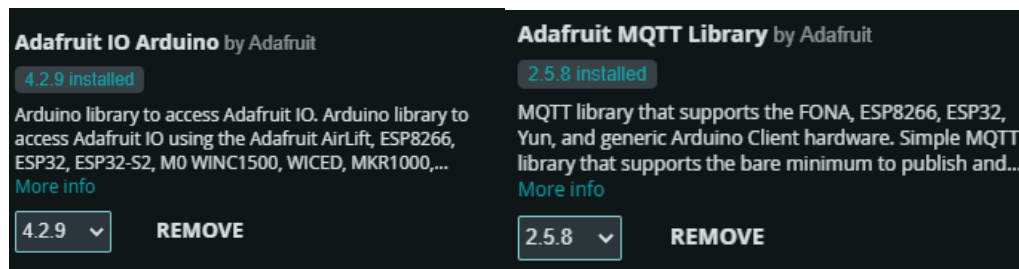 Adafruit IO Arduino by Adafruit
4.2.9 installed
Arduino library to access Adafruit IO. Arduino library to
access Adafruit IO using the Adafruit AirLift, ESP8266,
ESP32, ESP32-S2, M0 WINC1500, WICED, MKR1000,...
More info
4.2.9
REMOVE
Adafruit MQTT Library by Adafruit
2.5.8 installed
MQTT library that supports the FONA, ESP8266, ESP32,
Yun, and generic Arduino Client hardware. Simple MQTT
library that supports the bare minimum to publish and...
More info
2.5.8
REMOVE